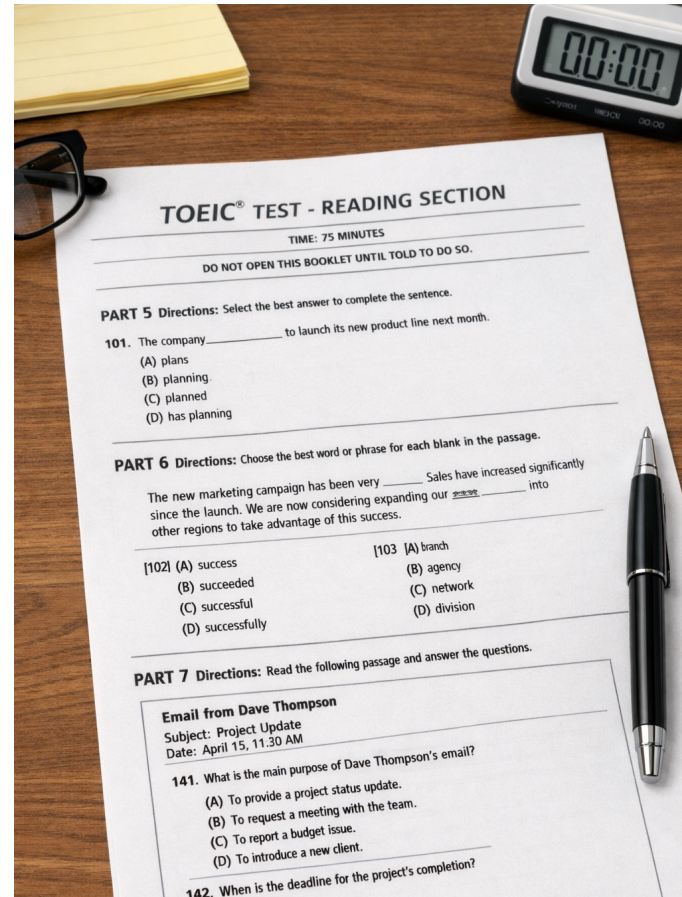 00:00
TOEIC® TEST - READING SECTION
TIME: 75 MINUTES
DO NOT OPEN THIS BOOKLET UNTIL TOLD TO DO SO.
PART 5 Directions: Select the best answer to complete the sentence.
101. The company____________ to launch its new product line next month.
(A) plans
(B) planning.
(C) planned
(D) has planning
PART 6 Directions: Choose the best word or phrase for each blank in the passage.
The new marketing campaign has been very ______ Sales have increased significantly
since the launch. We are now considering expanding our ______ into
other regions to take advantage of this success.
[102] (A) success
(B) succeeded
(C) successful
(D) successfully
[103 [A) branch
(B) agency
(C) network
(D) division
PART 7 Directions: Read the following passage and answer the questions.
Email from Dave Thompson
Subject: Project Update
Date: April 15, 11.30 AM
141. What is the main purpose of Dave Thompson's email?
(A) To provide a project status update.
(B) To request a meeting with the team.
(C) To report a budget issue.
(D) To introduce a new client.
142. When is the deadline for the project's completion?